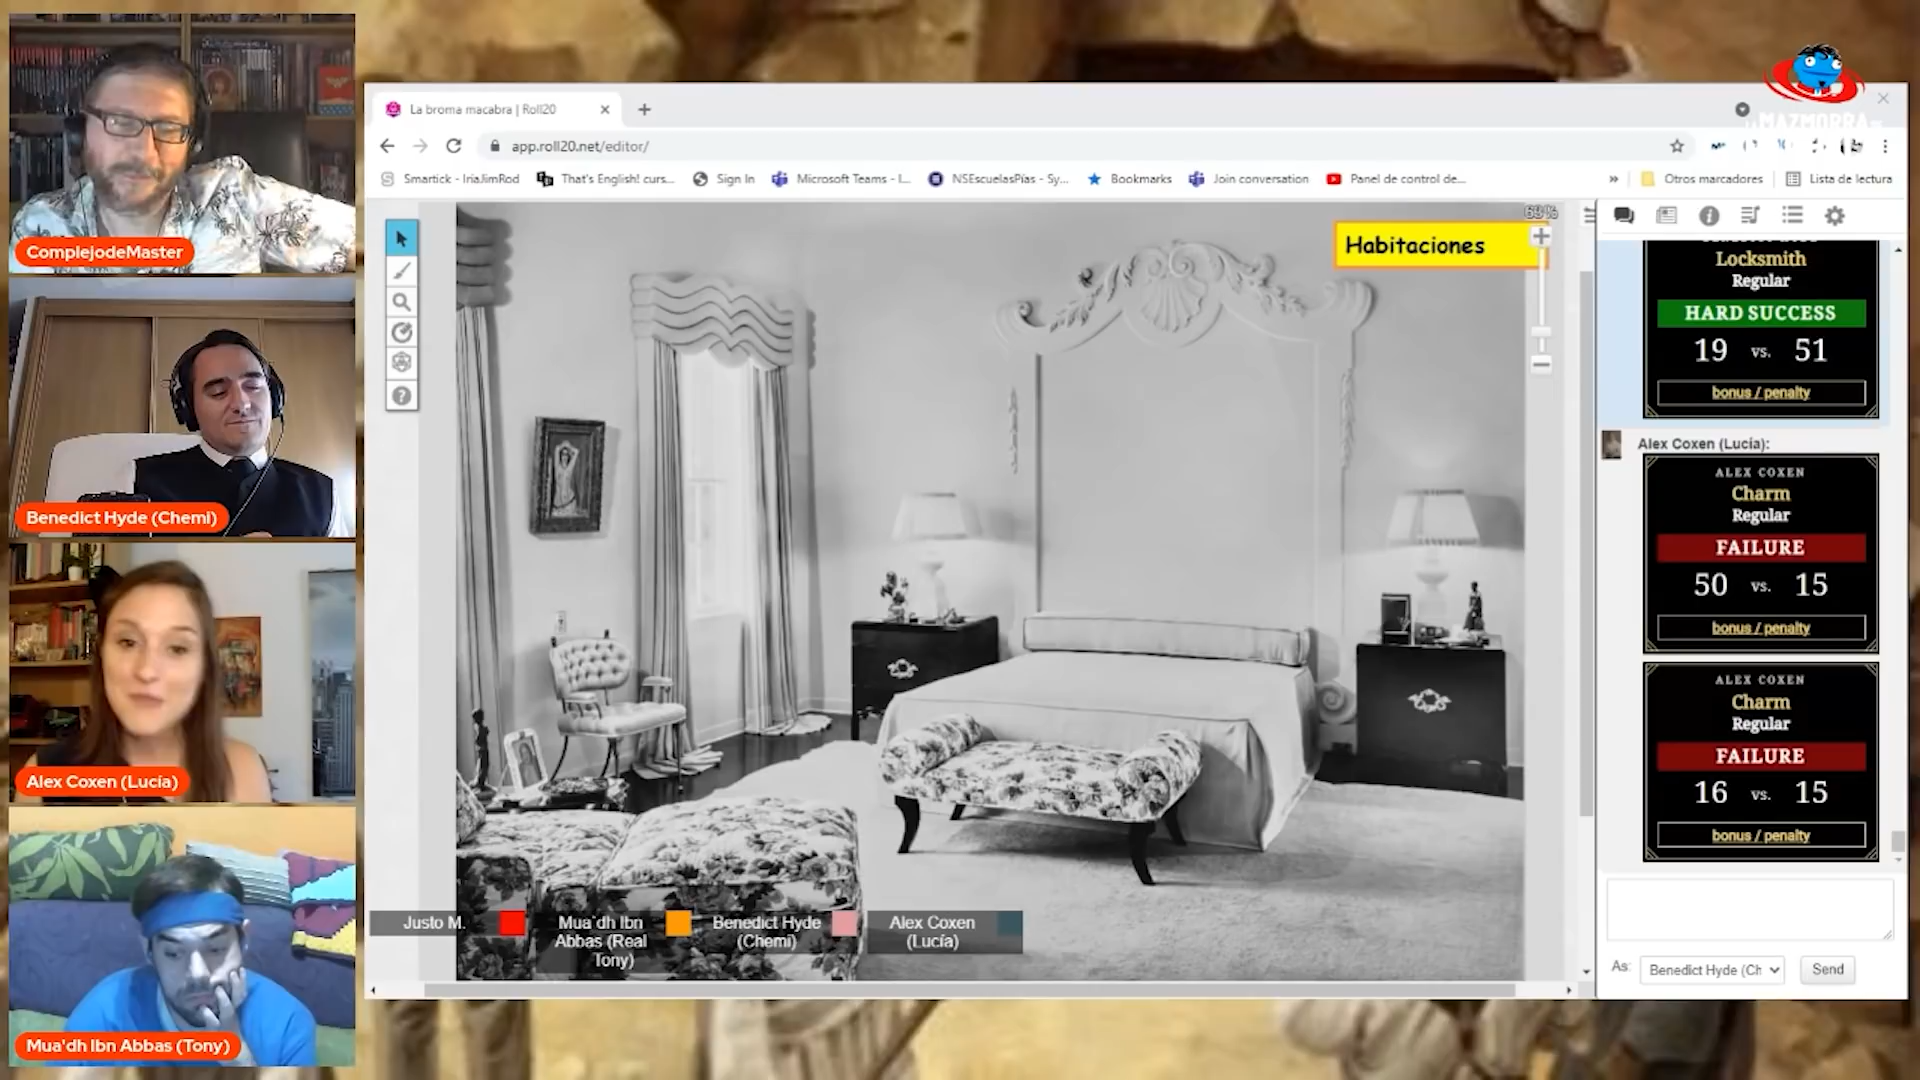 ComplejodeMaster
Benedict Hyde (Chemi)
Alex Coxen (Lucía)
Mua'dh Ibn Abbas (Tony)
La broma macabra | Roll20
app.roll20.net/editor/
Smartick - IriaJimRod
That's English! curs...
Sign In
Microsoft Teams - I...
NSEscuelasPías - Sy...
Bookmarks
Join conversation
Panel de control de...
»
Otros marcadores
Lista de lectura
MAZMORRA
Habitaciones
Justo M.
Mua'dh Ibn
Abbas (Real
Tony)
Benedict Hyde
(Chemi)
Alex Coxen
(Lucía)
Locksmith
Regular
HARD SUCCESS
19 vs. 51
bonus / penalty
Alex Coxen (Lucía):
ALEX COXEN
Charm
Regular
FAILURE
50 vs. 15
bonus / penalty
ALEX COXEN
Charm
Regular
FAILURE
16 vs. 15
bonus / penalty
As:
Benedict Hyde (Ch
Send